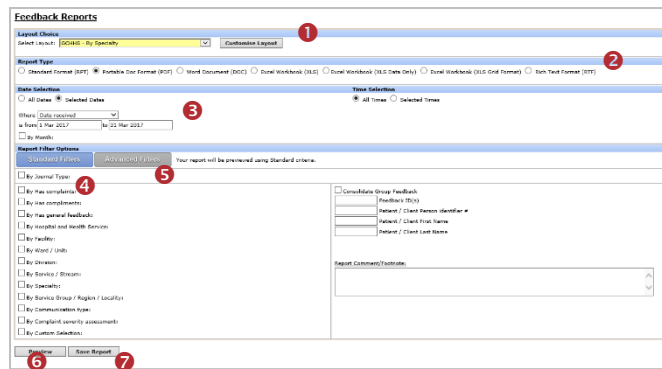 Feedback Reports
Layout Choice
Select Layout: GCHHS - By Specialty Customise Layout 1
Report Type 2
Standard Format (RPT) Portable Doc Format (PDF) Word Document (DOC) Excel Workbook (XLS) Excel Workbook (XLS Data Only) Excel Workbook (XLS Grid Format) Rich Text Format (RTF)
Date Selection Time Selection
All Dates Selected Dates All Times Selected Times
3
Where Date received
is from 1 Mar 2017 to 31 Mar 2017
By Month:
Report Filter Options
Standard Filters Advanced Filters Your report will be previewed using Standard criteria.
5
By Journal Type:
4
By Has complaints: Consolidate Group Feedback
By Has compliments: Feedback ID(s)
By Has general feedback: Patient / Client Person Identifier #
By Hospital and Health Service: Patient / Client First Name
By Facility: Patient / Client Last Name
By Ward / Unit:
By Division: Report Comment/Footnote:
By Service / Stream:
By Specialty:
By Service Group / Region / Locality:
By Communication type:
By Complaint severity assessment:
By Custom Selection:
Preview Save Report
6 7